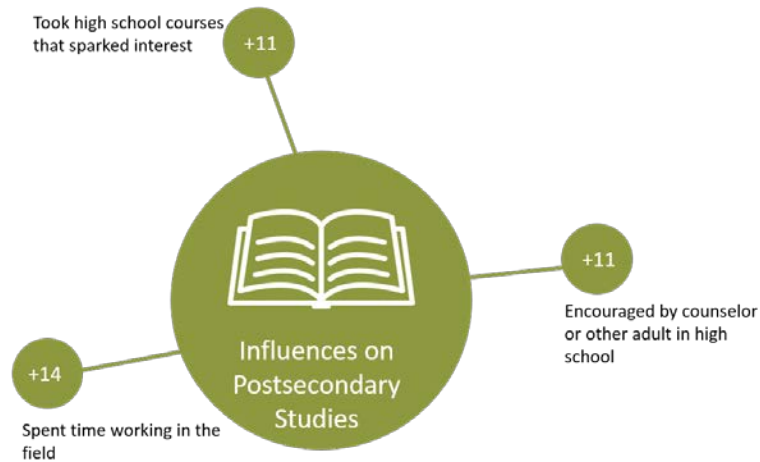 Took high school courses
that sparked interest
+11
+11
Encouraged by counselor
or other adult in high
school
Influences on
Postsecondary
Studies
+14
Spent time working in the
field